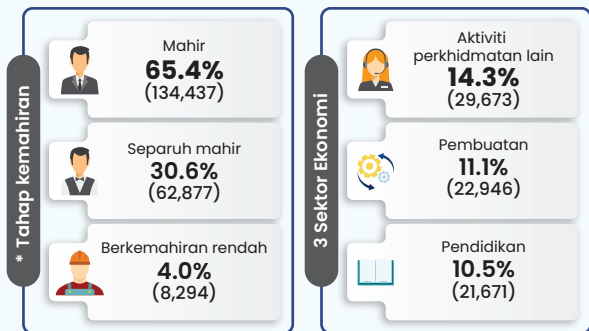 * Tahap kemahiran
Mahir
65.4%
(134,437)
Separuh mahir
30.6%
(62,877)
Berkemahiran rendah
4.0%
(8,294)
3 Sektor Ekonomi
Aktiviti
perkhidmatan lain
14.3%
(29,673)
Pembuatan
11.1%
(22,946)
Pendidikan
10.5%
(21,671)